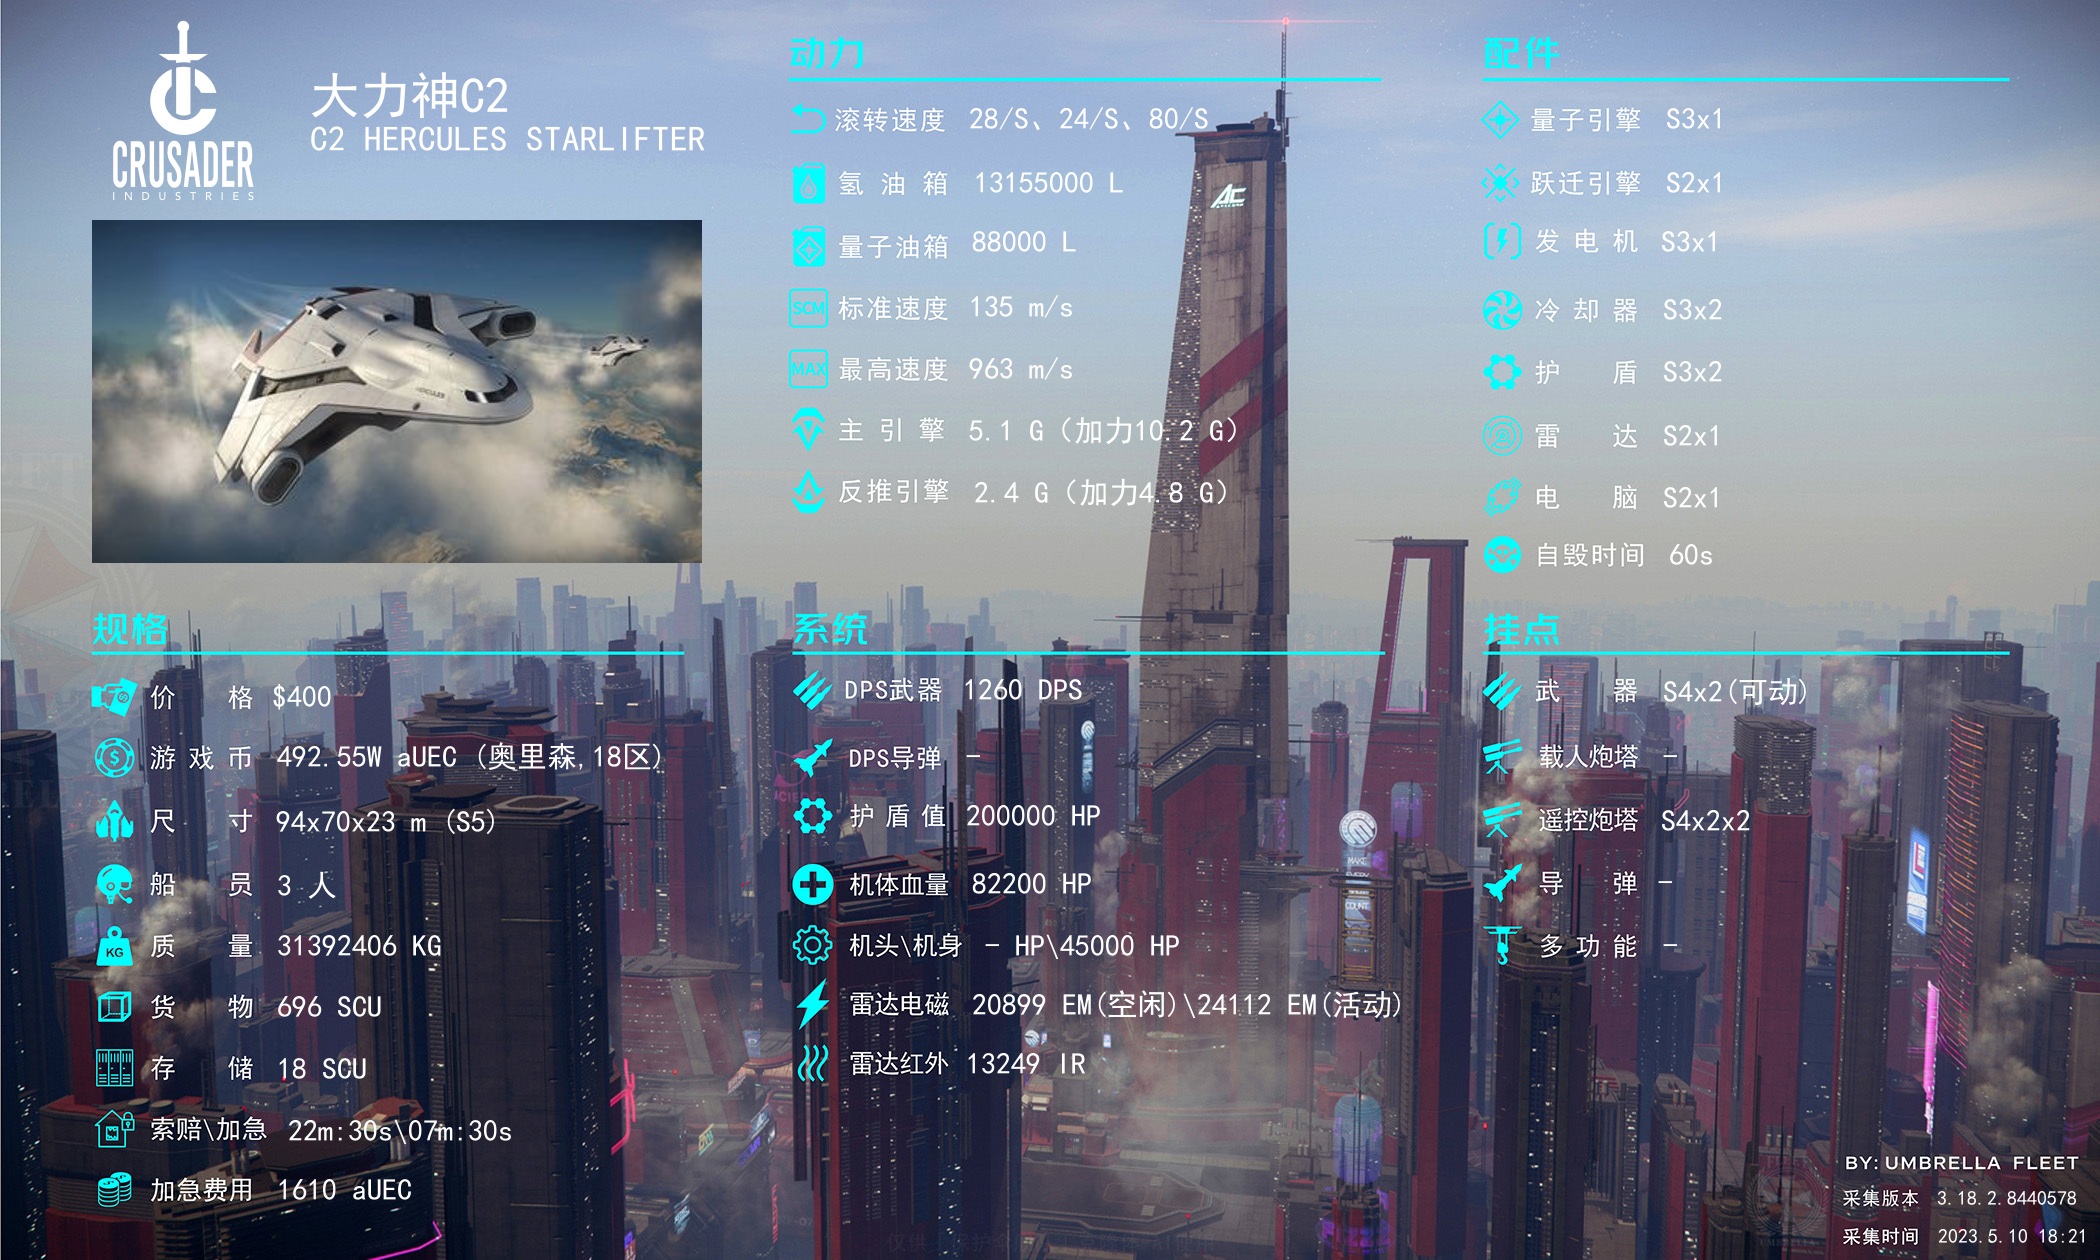 CRUSADER
INDUSTRIES
大力神C2
C2 HERCULES STARLIFTER
HERCULES
规格
价 格 $400
游戏币 492.55W aUEC (奥里森,18区)
尺 寸 94x70x23 m (S5)
船 员 3 人
KG 质 量 31392406 KG
货 物 696 SCU
存 储 18 SCU
索赔\加急 22m:30s\07m:30s
加急费用 1610 aUEC
动力
滚转速度 28/S、24/S、80/S
氢油箱 13155000 L
量子油箱 88000 L
SCM 标准速度 135 m/s
MAX 最高速度 963 m/s
主引擎 5.1 G（加力10.2 G）
反推引擎 2.4 G（加力4.8 G）
AC
系统
DPS武器 1260 DPS
DPS导弹 -
护盾值 200000 HP
机体血量 82200 HP
机头\机身 - HP\45000 HP
雷达电磁 20899 EM(空闲)\24112 EM(活动)
雷达红外 13249 IR
MAKE
EVERY
COUNT
配件
量子引擎 S3x1
跃迁引擎 S2x1
发电机 S3x1
冷却器 S3x2
护 盾 S3x2
雷 达 S2x1
电 脑 S2x1
自毁时间 60s
挂点
武 器 S4x2(可动)
载人炮塔 -
遥控炮塔 S4x2x2
导 弹 -
多功能 -
BY: UMBRELLA FLEET
采集版本 3.18.2.8440578
采集时间 2023.5.10 18:21